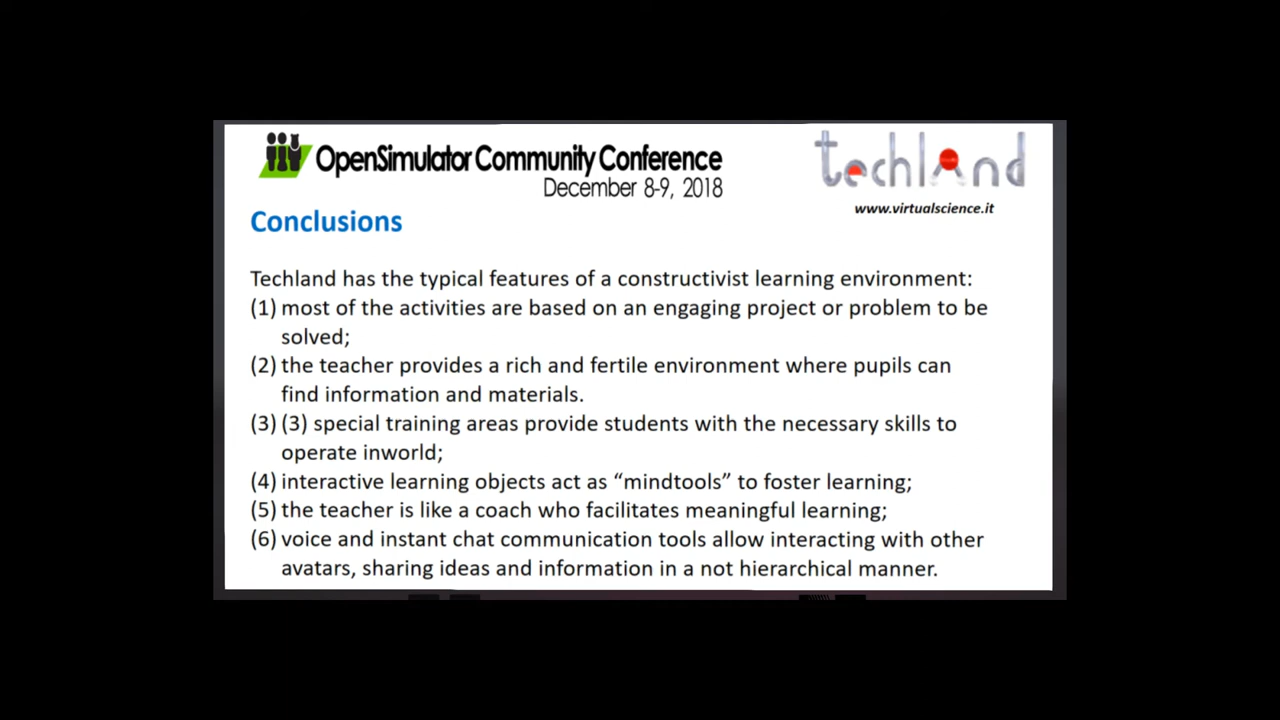 OpenSimulator Community Conference
December 8-9, 2018
techland
www.virtualscience.it
Conclusions
Techland has the typical features of a constructivist learning environment:
(1) most of the activities are based on an engaging project or problem to be
solved;
(2) the teacher provides a rich and fertile environment where pupils can
find information and materials.
(3) (3) special training areas provide students with the necessary skills to
operate inworld;
(4) interactive learning objects act as “mindtools” to foster learning;
(5) the teacher is like a coach who facilitates meaningful learning;
(6) voice and instant chat communication tools allow interacting with other
avatars, sharing ideas and information in a not hierarchical manner.